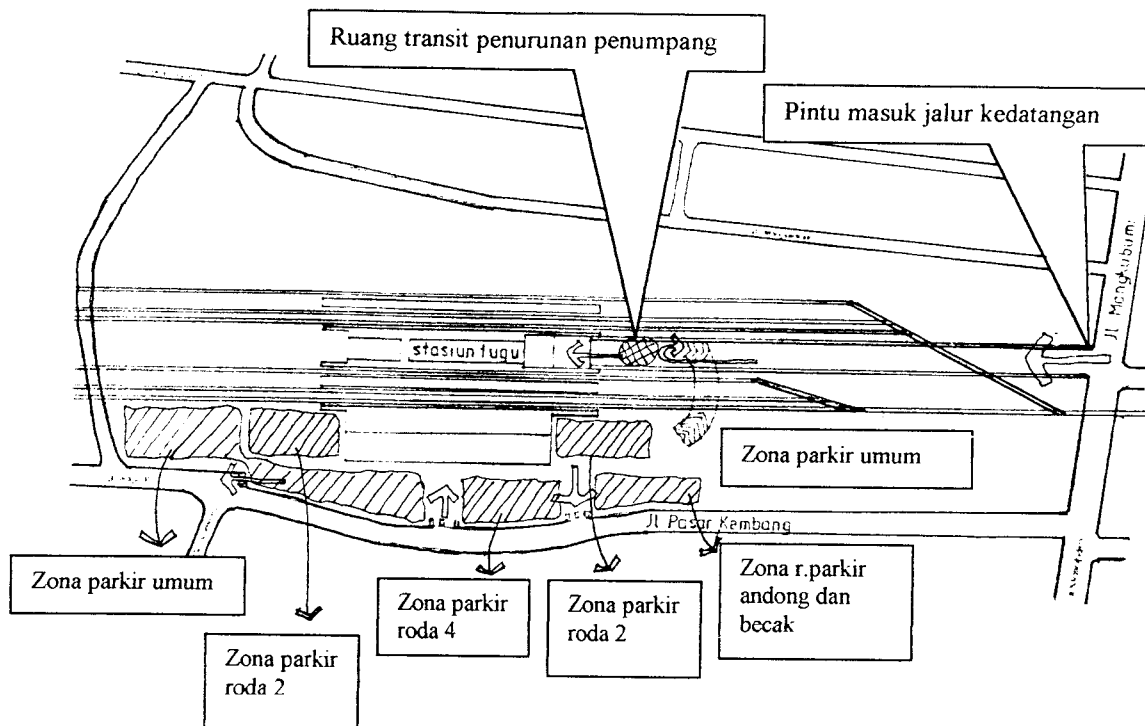 Ruang transit penurunan penumpang
Pintu masuk jalur kedatangan
Jl Mangkubumi
stasiun tugu
Zona parkir umum
Jl Pasar Kembang
Zona parkir umum
Zona parkir
roda 2
Zona parkir
roda 4
Zona parkir
roda 2
Zona r.parkir
andong dan
becak